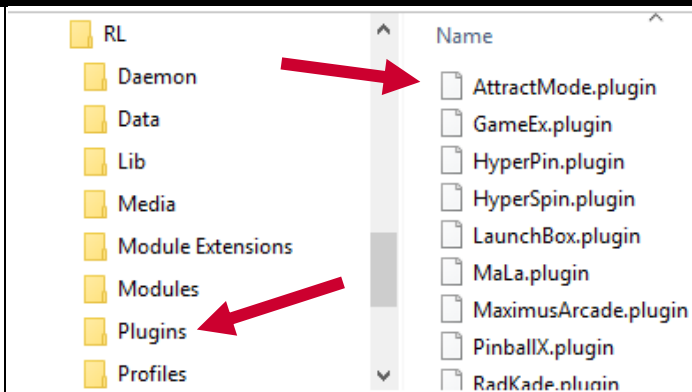 RL
Daemon
Data
Lib
Media
Module Extensions
Modules
Plugins
Profiles
Name
AttractMode.plugin
GameEx.plugin
HyperPin.plugin
HyperSpin.plugin
LaunchBox.plugin
MaLa.plugin
MaximusArcade.plugin
PinballX.plugin
RadKade.plugin